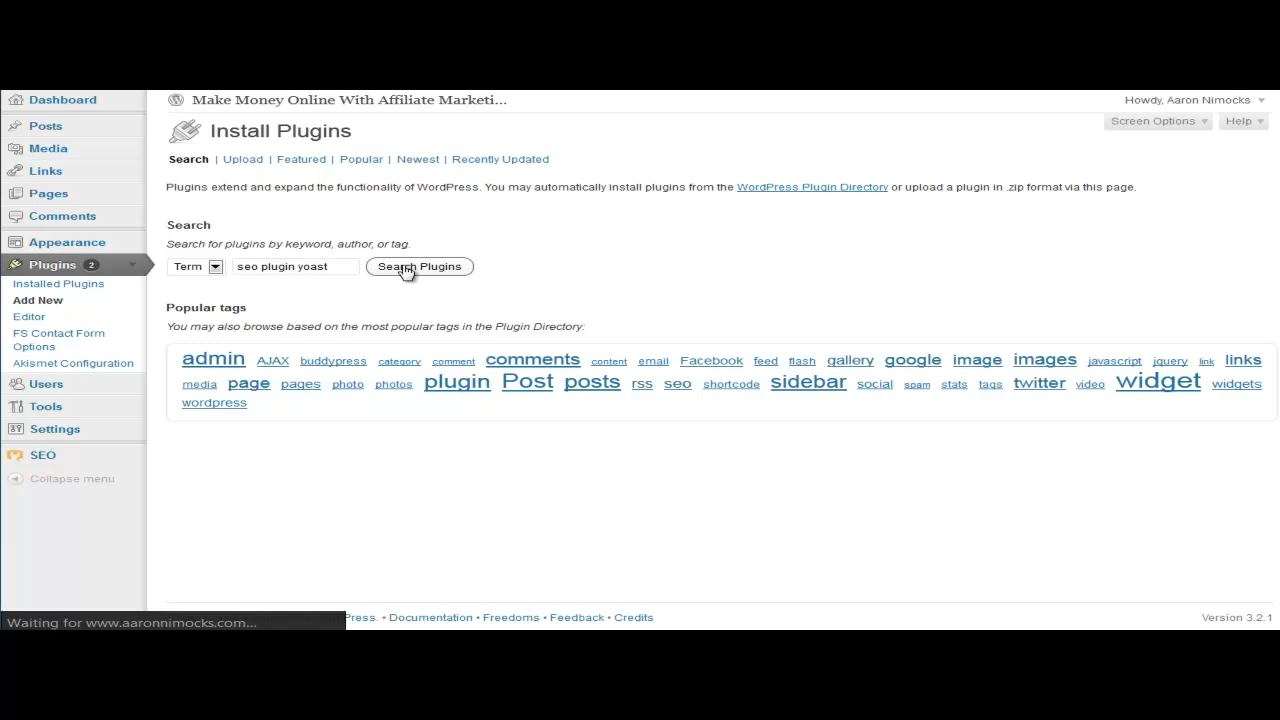 Dashboard
Posts
Media
Links
Pages
Comments
Appearance
Plugins 2
Installed Plugins
Add New
Editor
FS Contact Form
Options
Akismet Configuration
Users
Tools
Settings
SEO
Collapse menu
Make Money Online With Affiliate Marketi...
Howdy, Aaron Nimocks
Screen Options
Help
Install Plugins
Search | Upload | Featured | Popular | Newest | Recently Updated
Plugins extend and expand the functionality of WordPress. You may automatically install plugins from the WordPress Plugin Directory or upload a plugin in .zip format via this page.
Search
Search for plugins by keyword, author, or tag.
Term seo plugin yoast Search Plugins
Popular tags
You may also browse based on the most popular tags in the Plugin Directory:
admin AJAX buddypress category comment comments content email Facebook feed flash gallery google image images javascript jquery link links
media page pages photo photos plugin Post posts rss seo shortcode sidebar social spam stats tags twitter video widget widgets
wordpress
Press. • Documentation • Freedoms • Feedback • Credits
Version 3.2.1
Waiting for www.aaronnimocks.com...